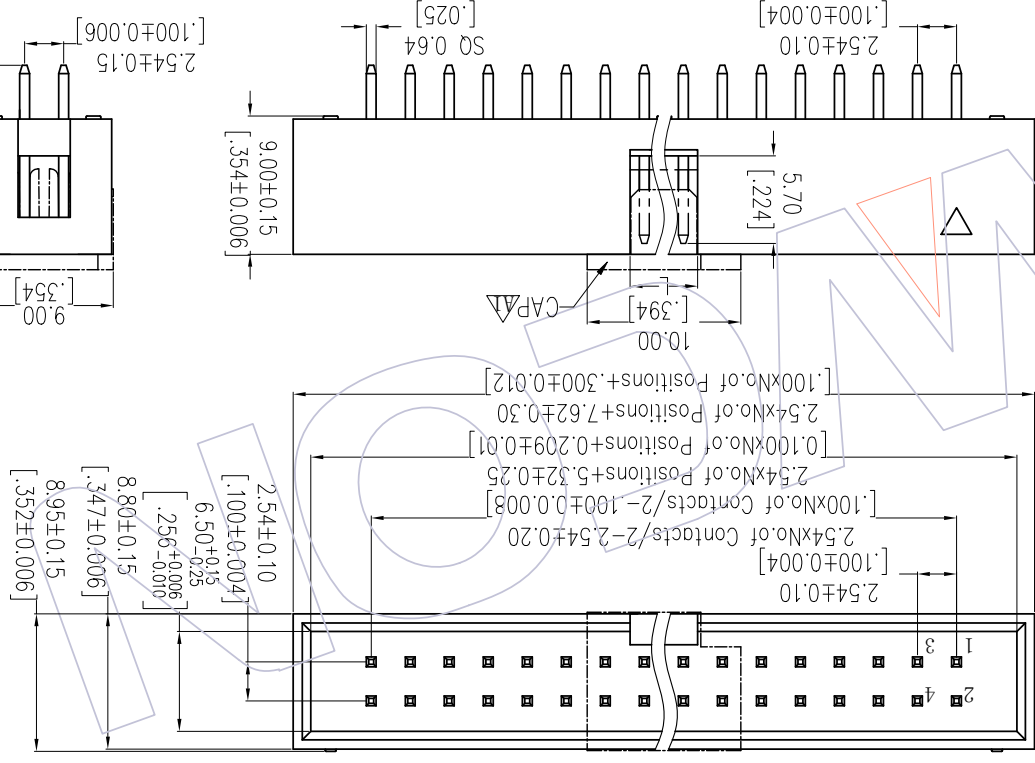 2.54±0.10
[.100±0.004]
2.54xNo.of Contacts/2-2.54±0.20
[.100xNo.of Contacts/2-.100±0.0.008]
2.54xNo.of Positions+5.32±0.25
[0.100xNo.of Positions+0.209±0.01]
2.54xNo.of Positions+7.62±0.30
[.100xNo.of Positions+.300±0.012]
1
3
2
4
2.54±0.10
[.100±0.004]
6.50+0.15 -0.25
[.256+0.006 -0.010]
8.80±0.15
[.347±0.006]
8.95±0.15
[.352±0.006]
10.00
[.394]
CAP
A1
5.70
[.224]
9.00±0.15
[.354±0.006]
9.00
[.354]
2.54±0.10
[.100±0.004]
SQ 0.64
[.025]
2.54±0.15
[.100±0.006]
WCON